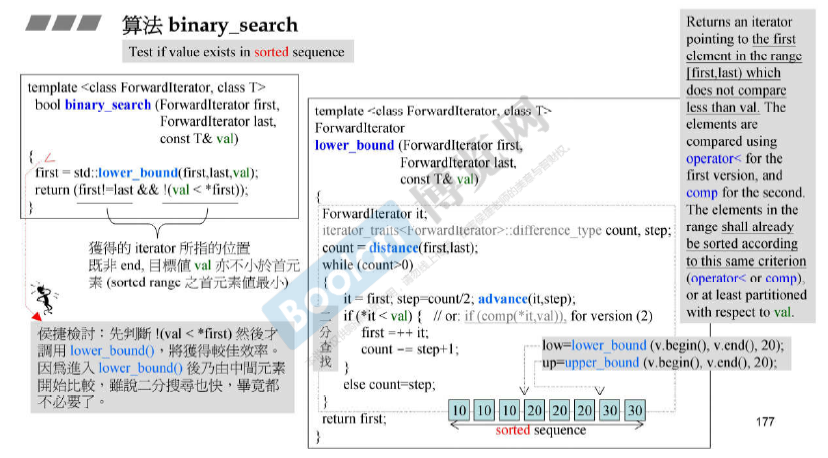 算法 binary_search
Test if value exists in sorted sequence
template <class ForwardIterator, class T>
bool binary_search (ForwardIterator first,
ForwardIterator last,
const T& val)
{
first = std::lower_bound(first,last,val);
return (first!=last && !(val < *first));
}
獲得的 iterator 所指的位置
既非 end, 目標值 val 亦不小於首元
素 (sorted range 之首元素值最小)
侯捷檢討：先判斷 !(val < *first) 然後才
調用 lower_bound()，將獲得較佳效率。
因為進入 lower_bound() 後乃由中間元素
開始比較，雖說二分搜尋也快，畢竟都
不必要了。
template <class ForwardIterator, class T>
ForwardIterator
lower_bound (ForwardIterator first,
ForwardIterator last,
const T& val)
{
ForwardIterator it;
iterator_traits<ForwardIterator>::difference_type count, step;
count = distance(first,last);
while (count>0)
{
it = first; step=count/2; advance(it,step);
if (*it < val) { // or: if (comp(*it,val)), for version (2)
first =++ it;
count -= step+1;
}
else count=step;
}
return first;
}
二分查找
low=lower_bound (v.begin(), v.end(), 20);
up=upper_bound (v.begin(), v.end(), 20);
10 10 10 20 20 20 30 30
sorted sequence
Returns an iterator
pointing to the first
element in the range
[first,last) which
does not compare
less than val. The
elements are
compared using
operator< for the
first version, and
comp for the second.
The elements in the
range shall already
be sorted according
to this same criterion
(operator< or comp),
or at least partitioned
with respect to val.
177
Boolan 博览网